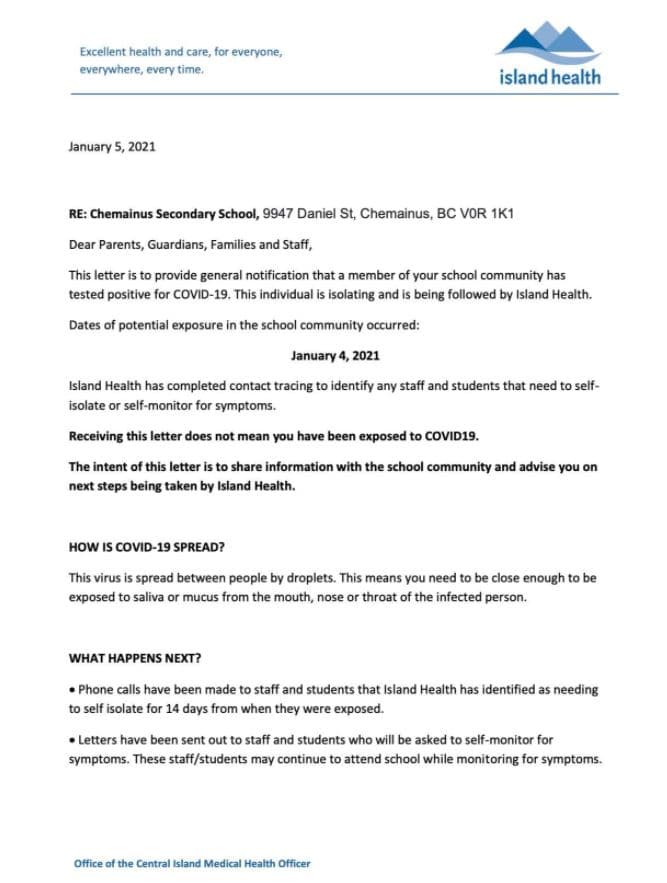 Excellent health and care, for everyone,
everywhere, every time.
island health
January 5, 2021
RE: Chemainus Secondary School, 9947 Daniel St, Chemainus, BC V0R 1K1
Dear Parents, Guardians, Families and Staff,
This letter is to provide general notification that a member of your school community has
tested positive for COVID-19. This individual is isolating and is being followed by Island Health.
Dates of potential exposure in the school community occurred:
January 4, 2021
Island Health has completed contact tracing to identify any staff and students that need to self-
isolate or self-monitor for symptoms.
Receiving this letter does not mean you have been exposed to COVID19.
The intent of this letter is to share information with the school community and advise you on
next steps being taken by Island Health.
HOW IS COVID-19 SPREAD?
This virus is spread between people by droplets. This means you need to be close enough to be
exposed to saliva or mucus from the mouth, nose or throat of the infected person.
WHAT HAPPENS NEXT?
• Phone calls have been made to staff and students that Island Health has identified as needing
to self isolate for 14 days from when they were exposed.
• Letters have been sent out to staff and students who will be asked to self-monitor for
symptoms. These staff/students may continue to attend school while monitoring for symptoms.
Office of the Central Island Medical Health Officer